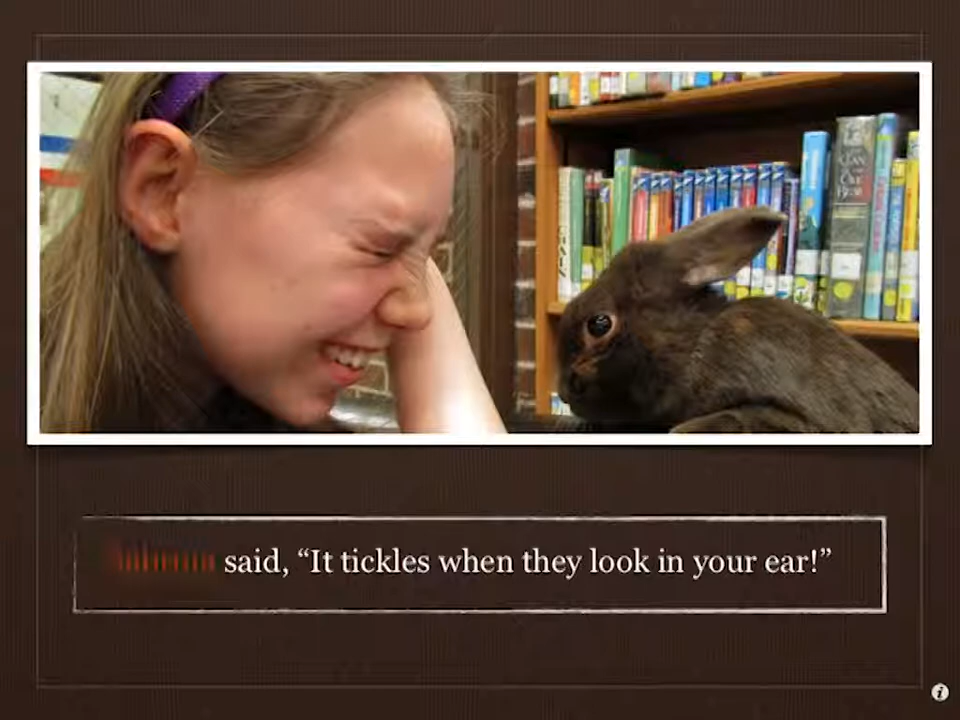 said, “It tickles when they look in your ear!”